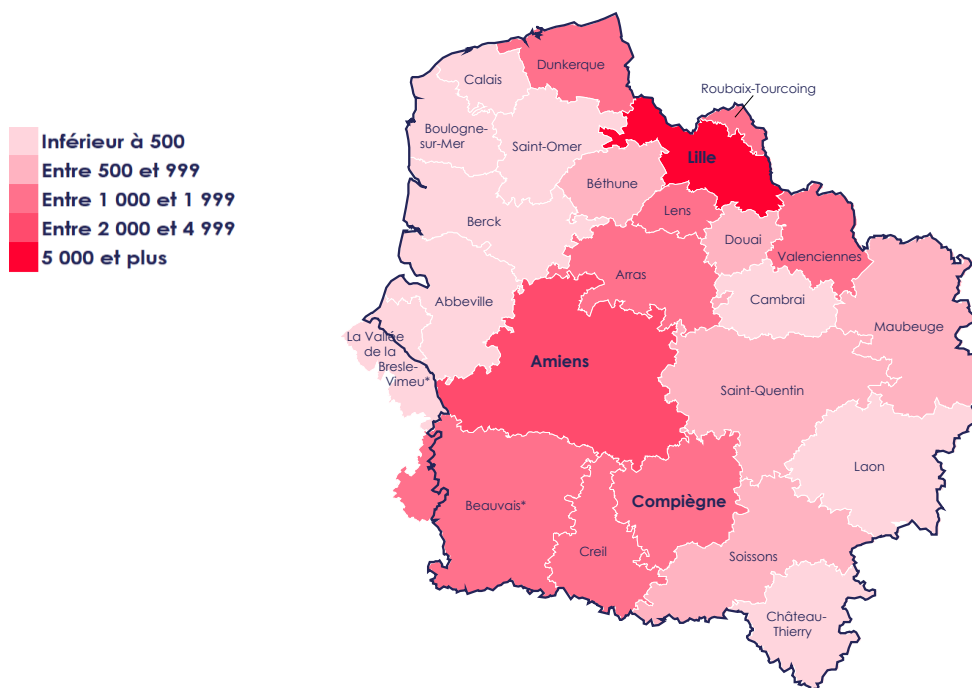 Inférieur à 500
Entre 500 et 999
Entre 1 000 et 1 999
Entre 2 000 et 4 999
5 000 et plus
Dunkerque
Calais
Roubaix-Tourcoing
Boulogne-
sur-Mer
Saint-Omer
Lille
Béthune
Lens
Berck
Douai
Valenciennes
Arras
Abbeville
Cambrai
Maubeuge
La Vallée
de la
Bresle-
Vimeu*
Amiens
Saint-Quentin
Laon
Beauvais*
Compiègne
Creil
Soissons
Château-
Thierry